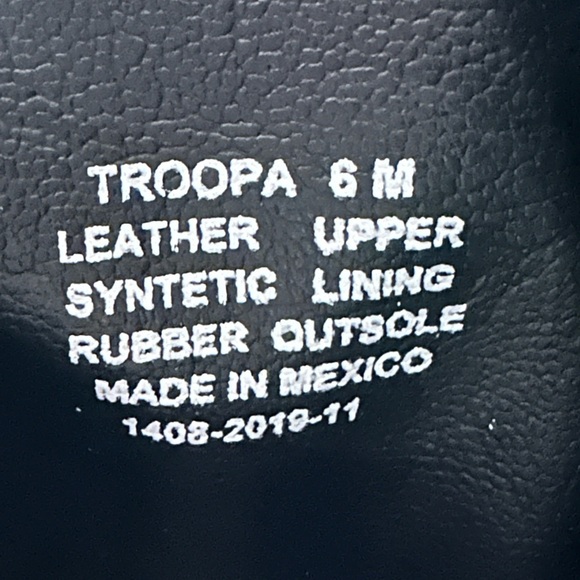 TROOPA 6 M
LEATHER UPPER
SYNTETIC LINING
RUBBER OUTSOLE
MADE IN MEXICO
1408-2019-11